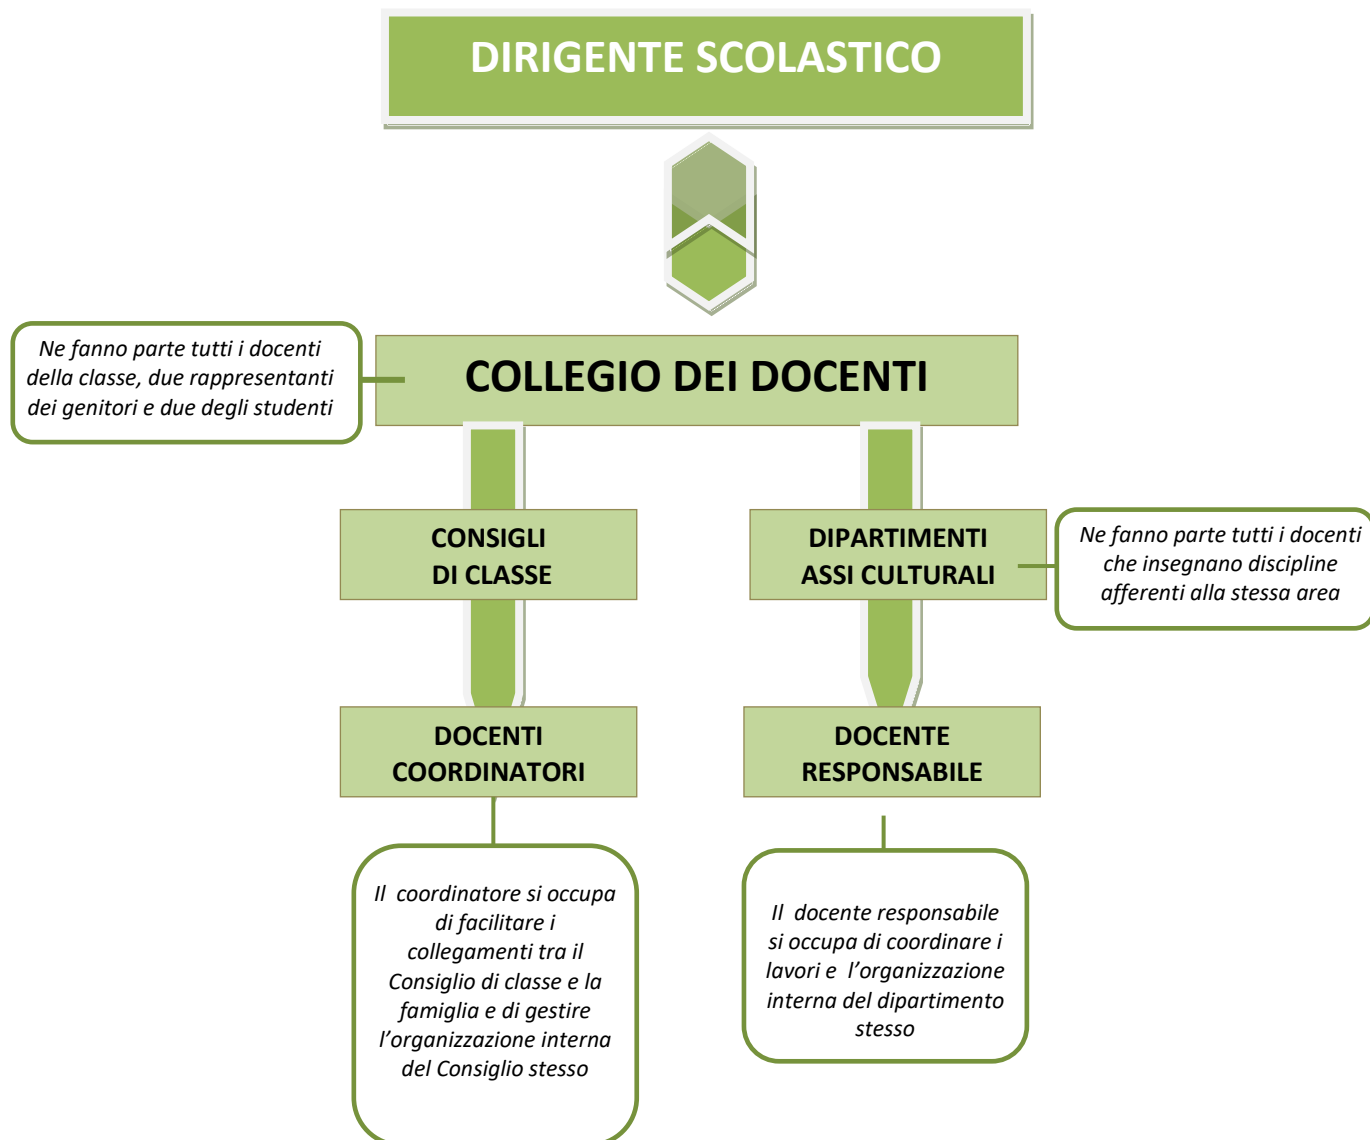 DIRIGENTE SCOLASTICO
Ne fanno parte tutti i docenti
della classe, due rappresentanti
dei genitori e due degli studenti
COLLEGIO DEI DOCENTI
CONSIGLI
DI CLASSE
DIPARTIMENTI
ASSI CULTURALI
Ne fanno parte tutti i docenti
che insegnano discipline
afferenti alla stessa area
DOCENTI
COORDINATORI
DOCENTE
RESPONSABILE
Il coordinatore si occupa
di facilitare i
collegamenti tra il
Consiglio di classe e la
famiglia e di gestire
l’organizzazione interna
del Consiglio stesso
Il docente responsabile
si occupa di coordinare i
lavori e l’organizzazione
interna del dipartimento
stesso